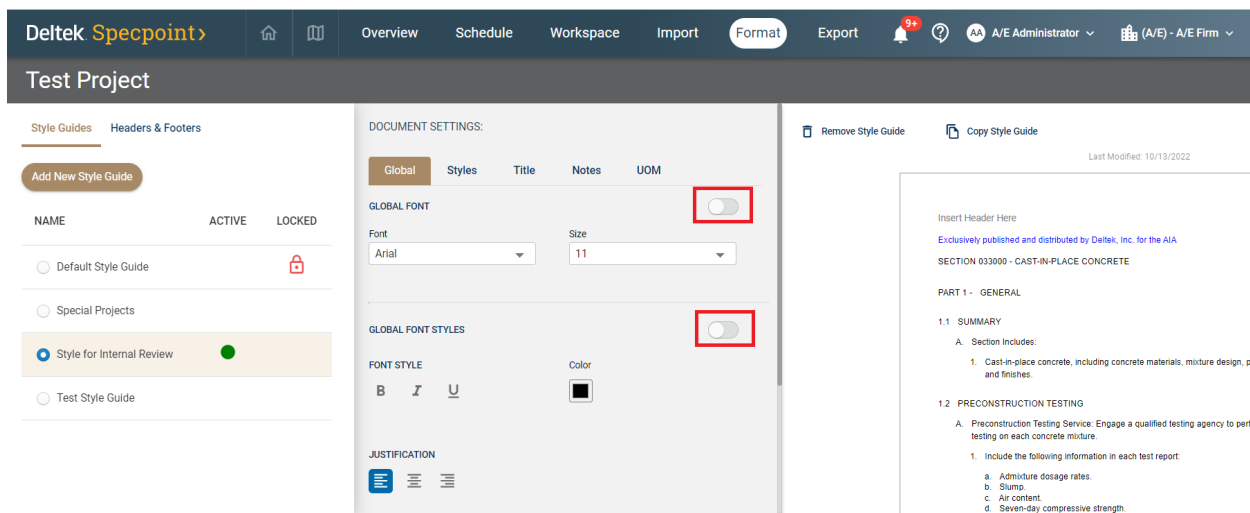 Deltek. Specpoint›
Overview Schedule Workspace Import Format Export 9+ AA A/E Administrator (A/E) - A/E Firm
Test Project
Style Guides Headers & Footers
Add New Style Guide
NAME ACTIVE LOCKED
Default Style Guide
Special Projects
Style for Internal Review
Test Style Guide
DOCUMENT SETTINGS:
Global Styles Title Notes UOM
GLOBAL FONT
Font Size
Arial 11
GLOBAL FONT STYLES
FONT STYLE Color
B I U
JUSTIFICATION
Remove Style Guide Copy Style Guide
Last Modified: 10/13/2022
Insert Header Here
Exclusively published and distributed by Deltek, Inc. for the AIA
SECTION 033000 - CAST-IN-PLACE CONCRETE
PART 1 - GENERAL
1.1 SUMMARY
A. Section Includes:
1. Cast-in-place concrete, including concrete materials, mixture design, p
and finishes.
1.2 PRECONSTRUCTION TESTING
A. Preconstruction Testing Service: Engage a qualified testing agency to perf
testing on each concrete mixture.
1. Include the following information in each test report:
a. Admixture dosage rates.
b. Slump.
c. Air content.
d. Seven-day compressive strength.